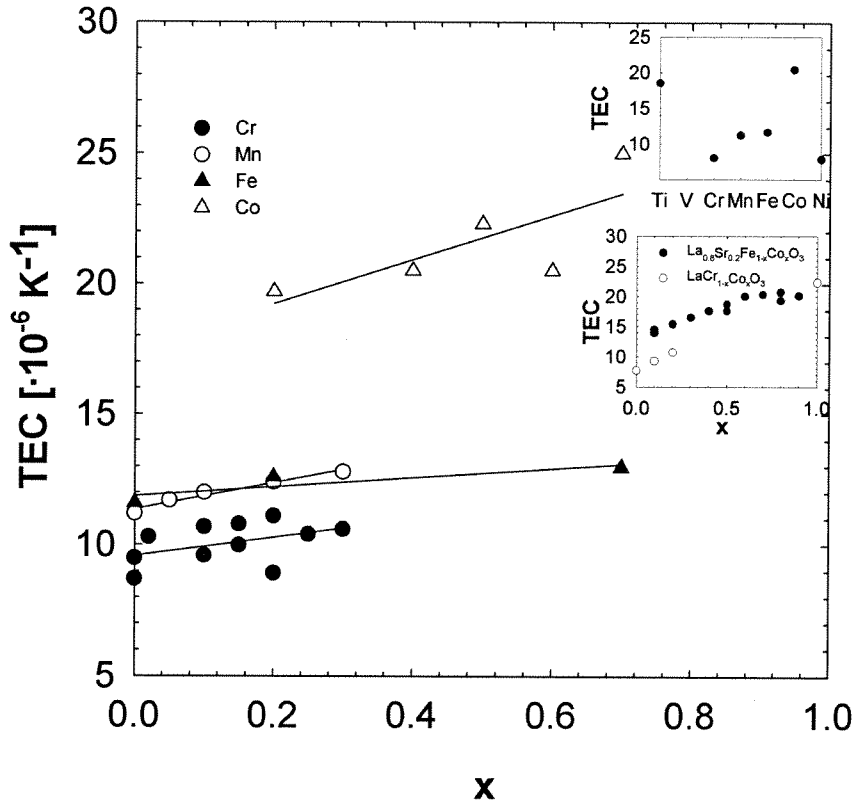 30
25
20
15
10
5
TEC [·10⁻⁶ K⁻¹]
0.0 0.2 0.4 0.6 0.8 1.0
x
Cr
Mn
Fe
Co
25
20
15
10
TEC
Ti V Cr Mn Fe Co Ni
30
25
20
15
10
5
TEC
La₀.₈Sr₀.₂Fe₁₋ₓCoₓO₃
LaCr₁₋ₓCoₓO₃
0.0 0.5 1.0
x